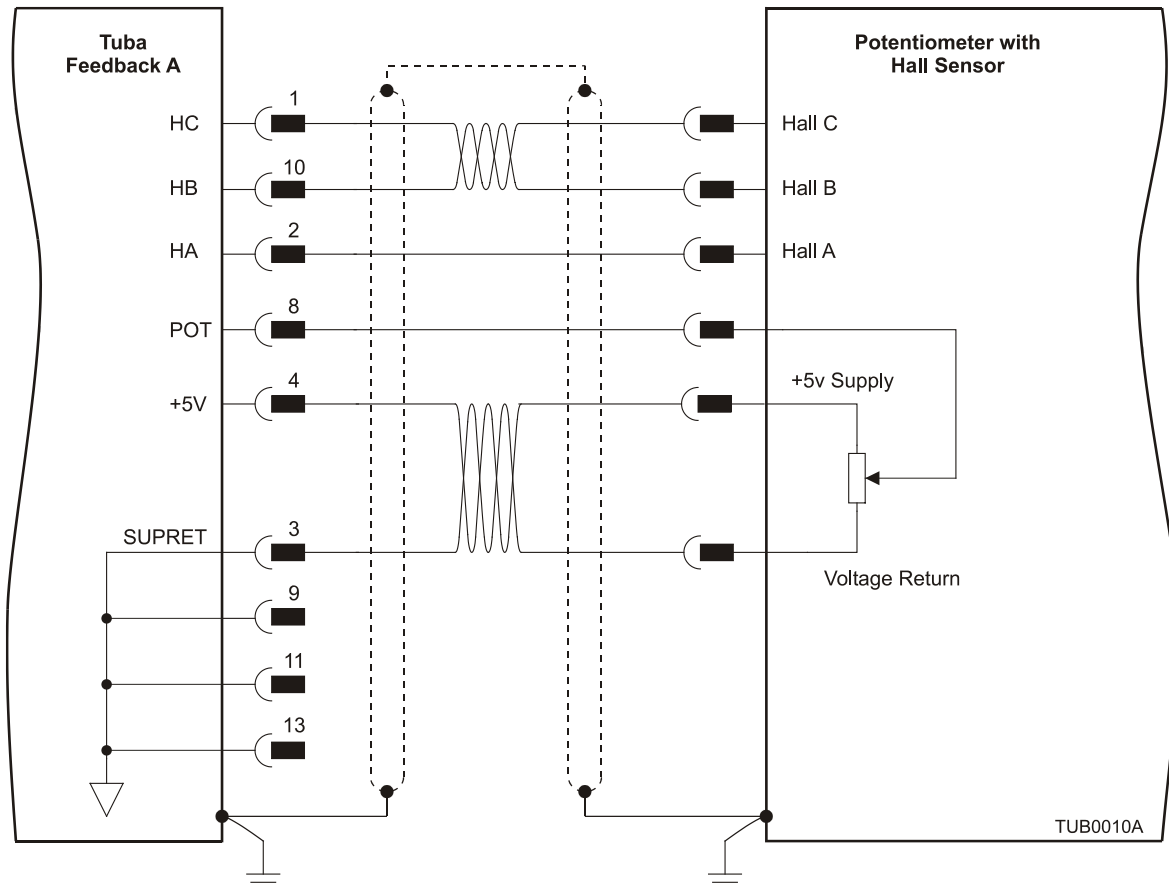 Tuba
Feedback A
Potentiometer with
Hall Sensor
HC
1
Hall C
HB
10
Hall B
HA
2
Hall A
POT
8
+5V
4
+5v Supply
SUPRET
3
Voltage Return
9
11
13
TUB0010A